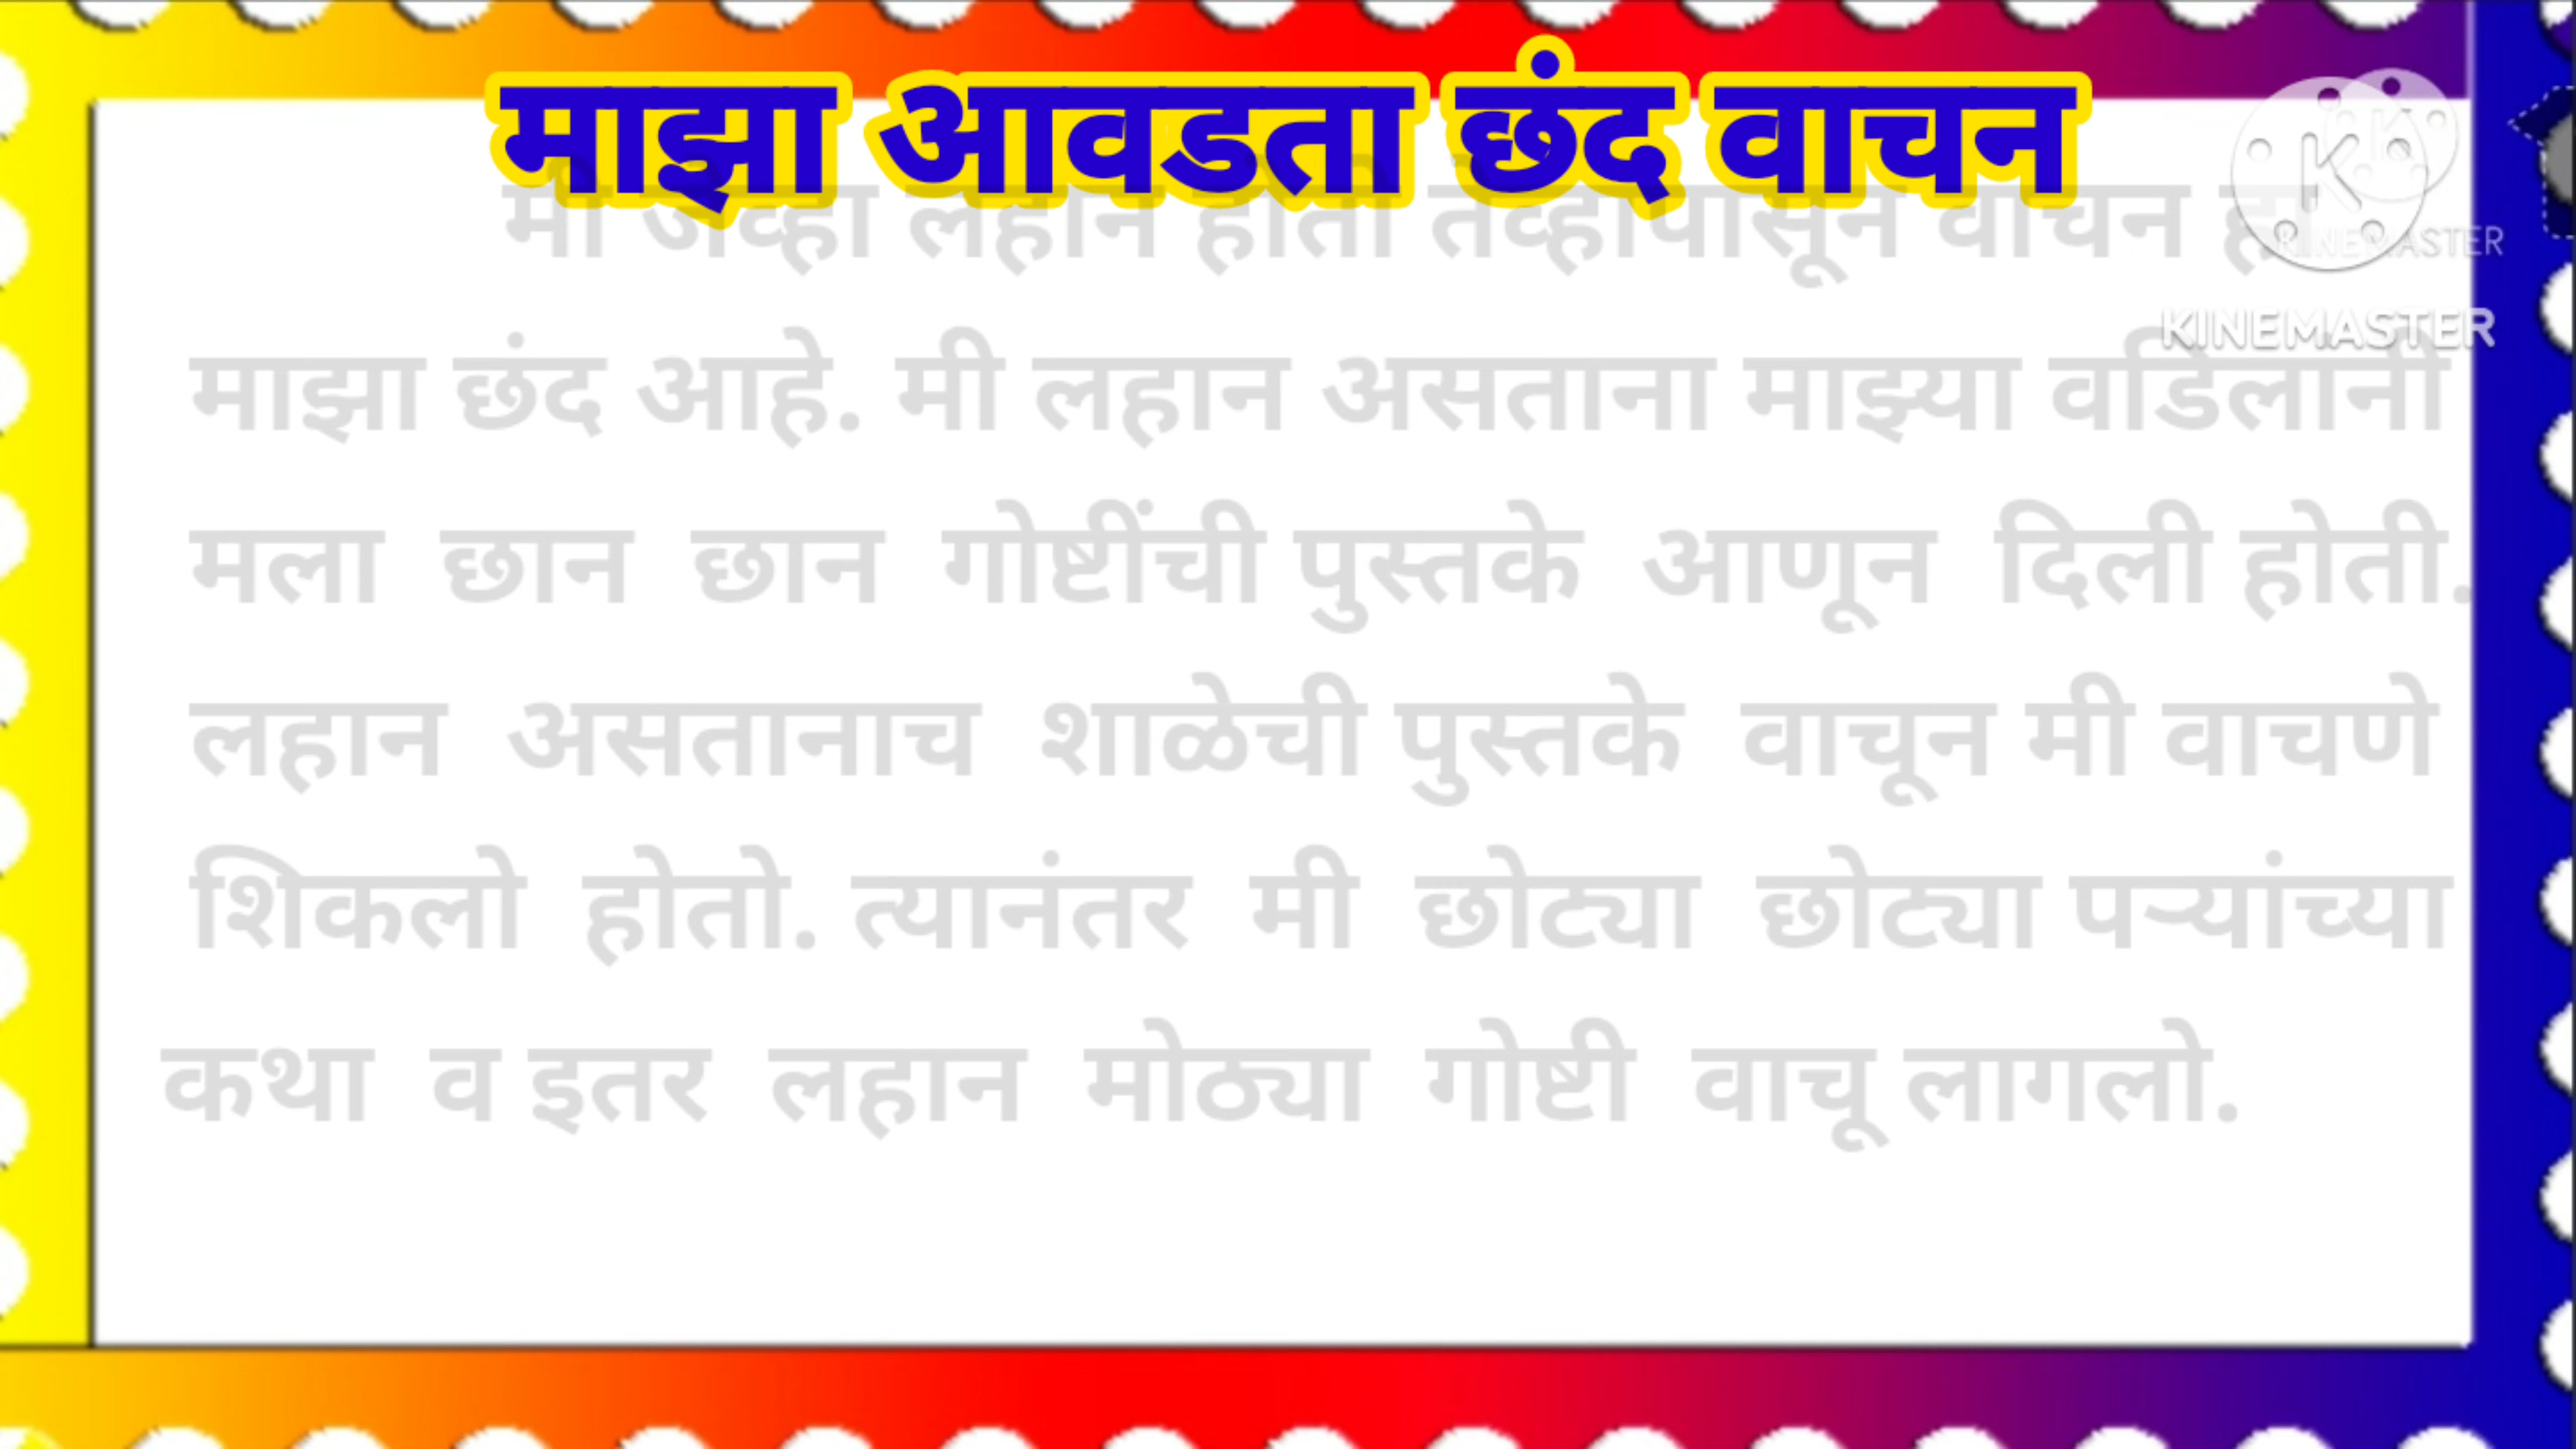 माझा आवडता छंद वाचन
मी जेव्हा लहान होतो तेव्हापासून वाचन हा
माझा छंद आहे. मी लहान असताना माझ्या वडिलांनी
मला छान छान गोष्टींची पुस्तके आणून दिली होती.
लहान असतानाच शाळेची पुस्तके वाचून मी वाचणे
शिकलो होतो. त्यानंतर मी छोट्या छोट्या पऱ्यांच्या
कथा व इतर लहान मोठ्या गोष्टी वाचू लागलो.
KINEMASTER
KINEMASTER